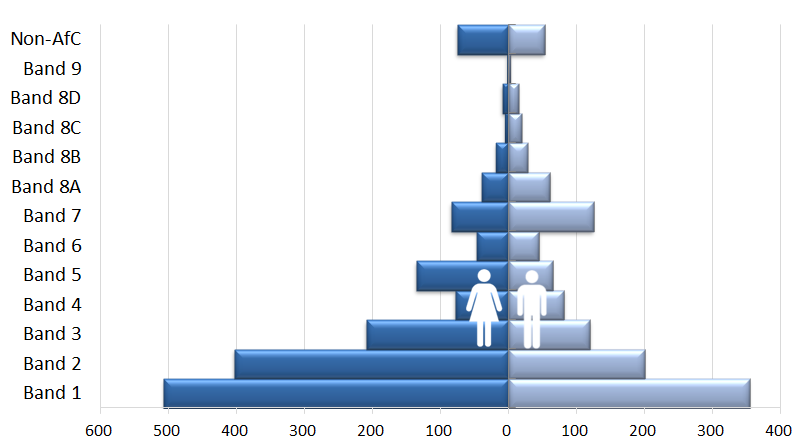 Non-AfC
Band 9
Band 8D
Band 8C
Band 8B
Band 8A
Band 7
Band 6
Band 5
Band 4
Band 3
Band 2
Band 1
600 500 400 300 200 100 0 100 200 300 400